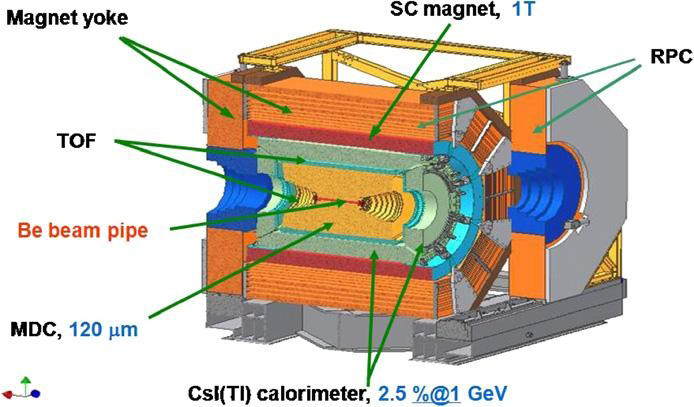 SC magnet, 1T
Magnet yoke
RPC
TOF
Be beam pipe
MDC, 120 μm
CsI(Tl) calorimeter, 2.5 %@1 GeV